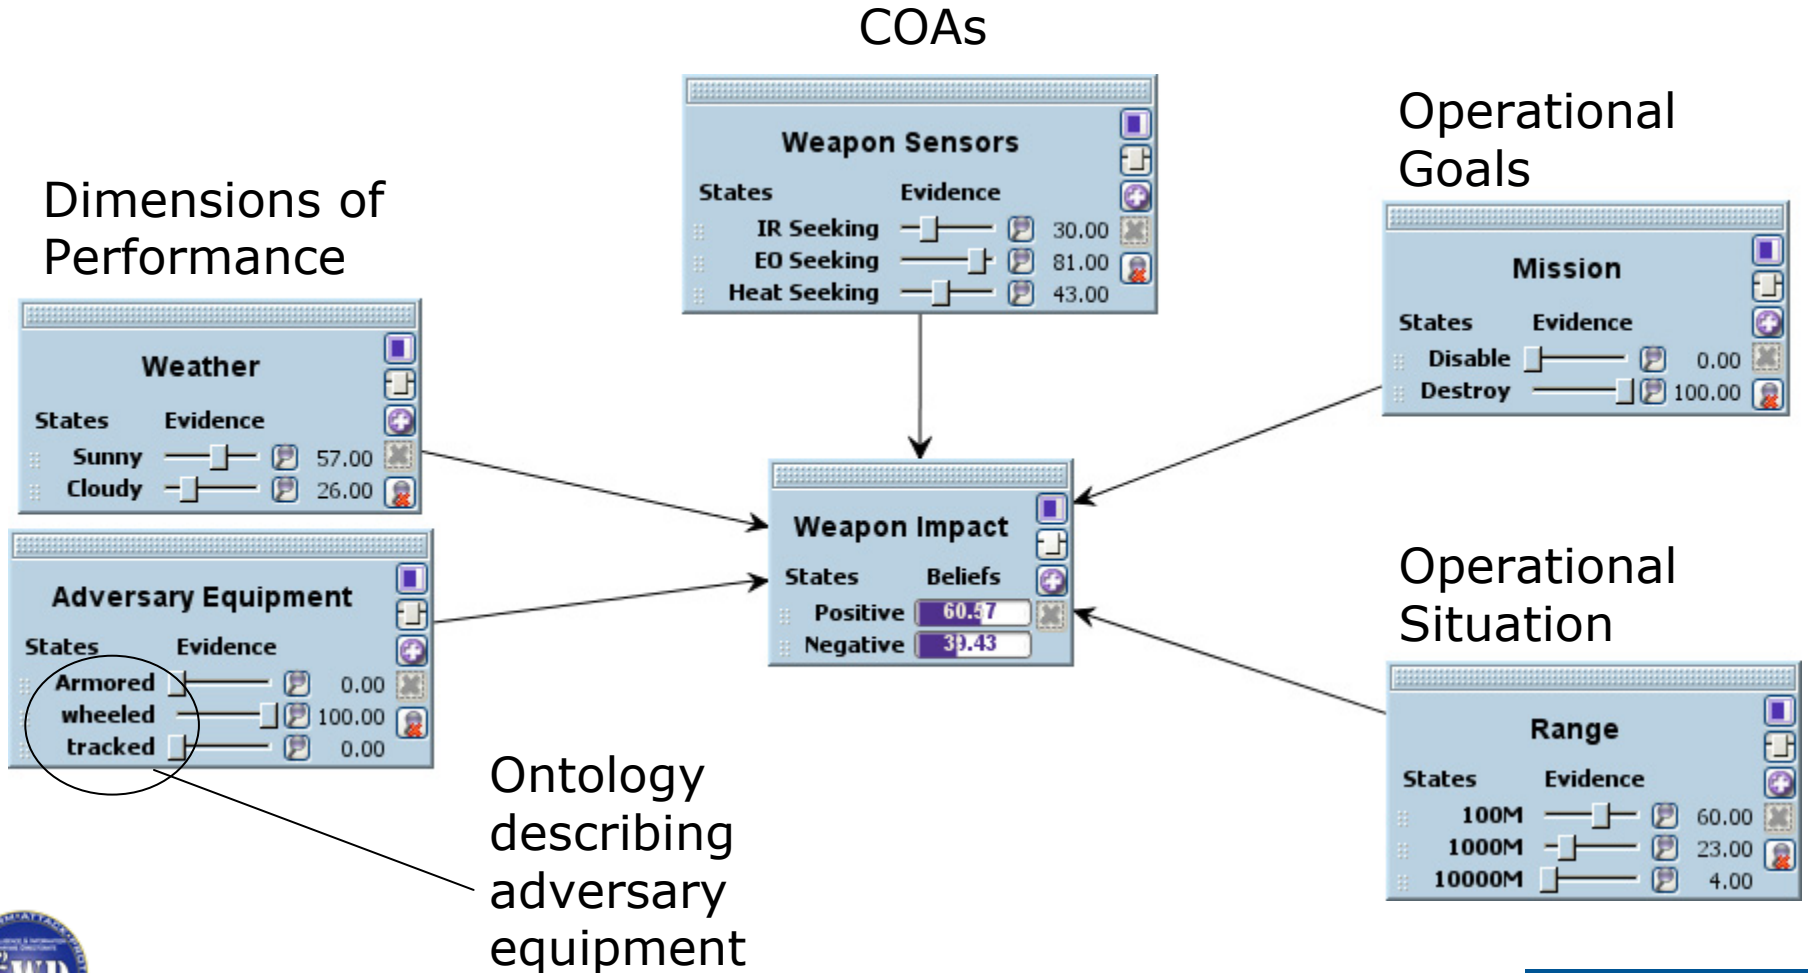 COAs
Weapon Sensors
States Evidence
IR Seeking 30.00
EO Seeking 81.00
Heat Seeking 43.00
Operational
Goals
Mission
States Evidence
Disable 0.00
Destroy 100.00
Dimensions of
Performance
Weather
States Evidence
Sunny 57.00
Cloudy 26.00
Adversary Equipment
States Evidence
Armored 0.00
wheeled 100.00
tracked 0.00
Weapon Impact
States Beliefs
Positive 60.57
Negative 39.43
Operational
Situation
Range
States Evidence
100M 60.00
1000M 23.00
10000M 4.00
Ontology
describing
adversary
equipment